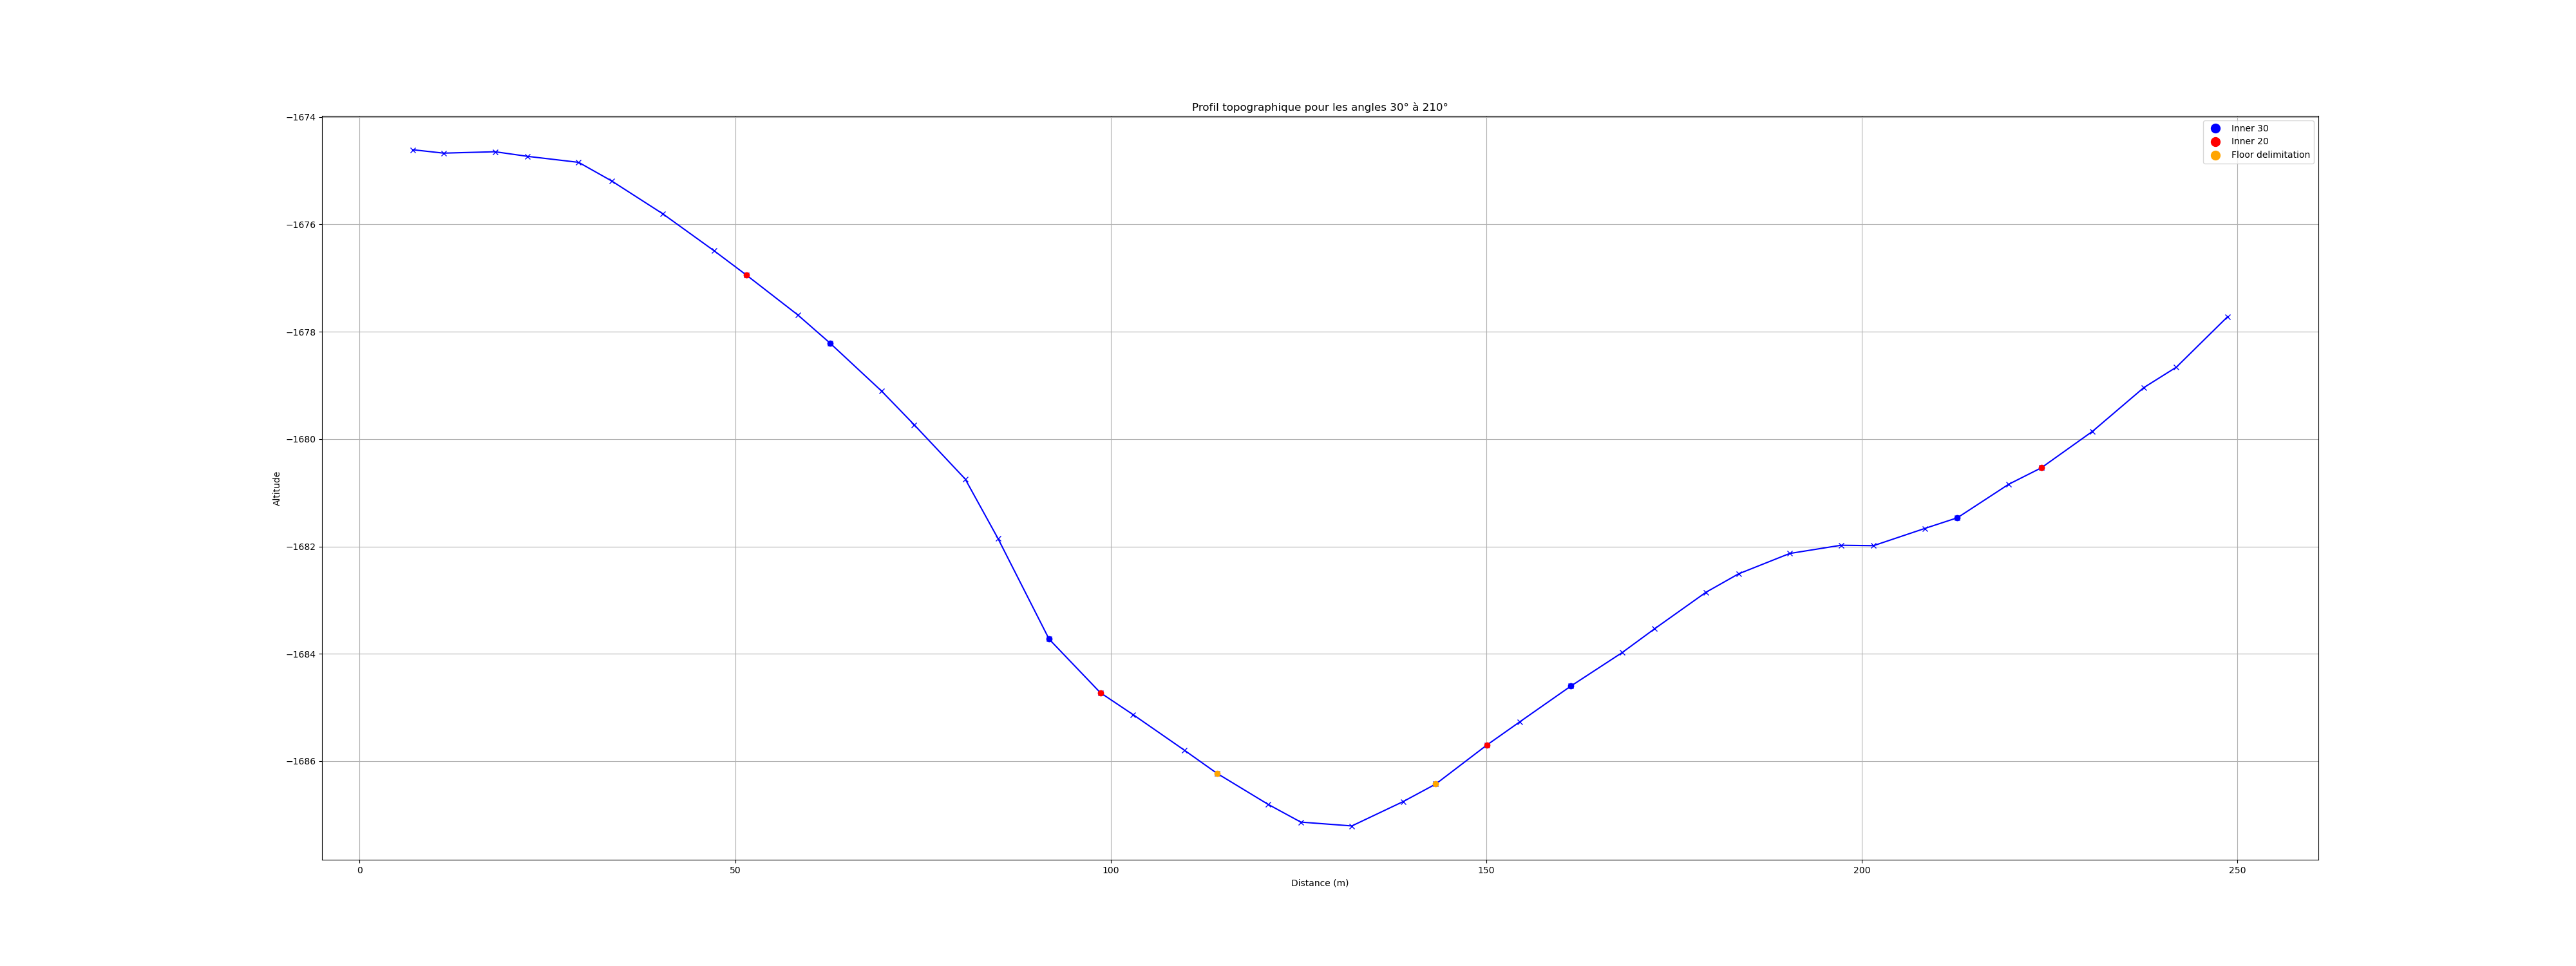 Profil topographique pour les angles 30° à 210°
Inner 30
Inner 20
Floor delimitation
−1674
−1676
−1678
−1680
−1682
−1684
−1686
Altitude
0 50 100 150 200 250
Distance (m)